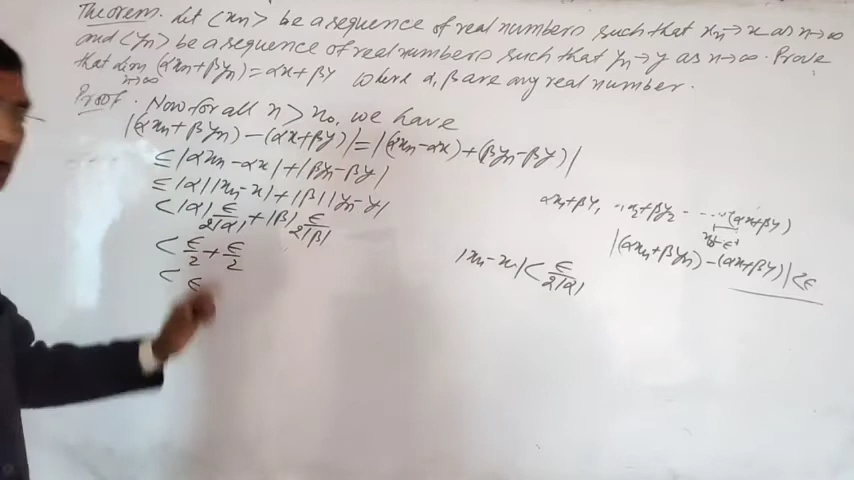 Theorem. Let <xn> be a sequence of real numbers such that xn→x as n→∞
and <yn> be a sequence of real numbers such that yn→y as n→∞. Prove
that lim n→∞ (αxn+βyn) = αx+βy where α, β are any real number.
Proof. Now for all n > n₀, we have
|(αxn+βyn)-(αx+βy)| = |(αxn-αx)+(βyn-βy)|
≤ |αxn-αx|+|βyn-βy|
≤ |α||xn-x|+|β||yn-y|
< |α| ε/2|α| + |β| ε/2|β|
< ε/2 + ε/2
< ε
αx₁+βy₁, αx₂+βy₂ - ... (αx+βy)
|(αxn+βyn)-(αx+βy)|<ε
|xn-x|< ε/2|α|